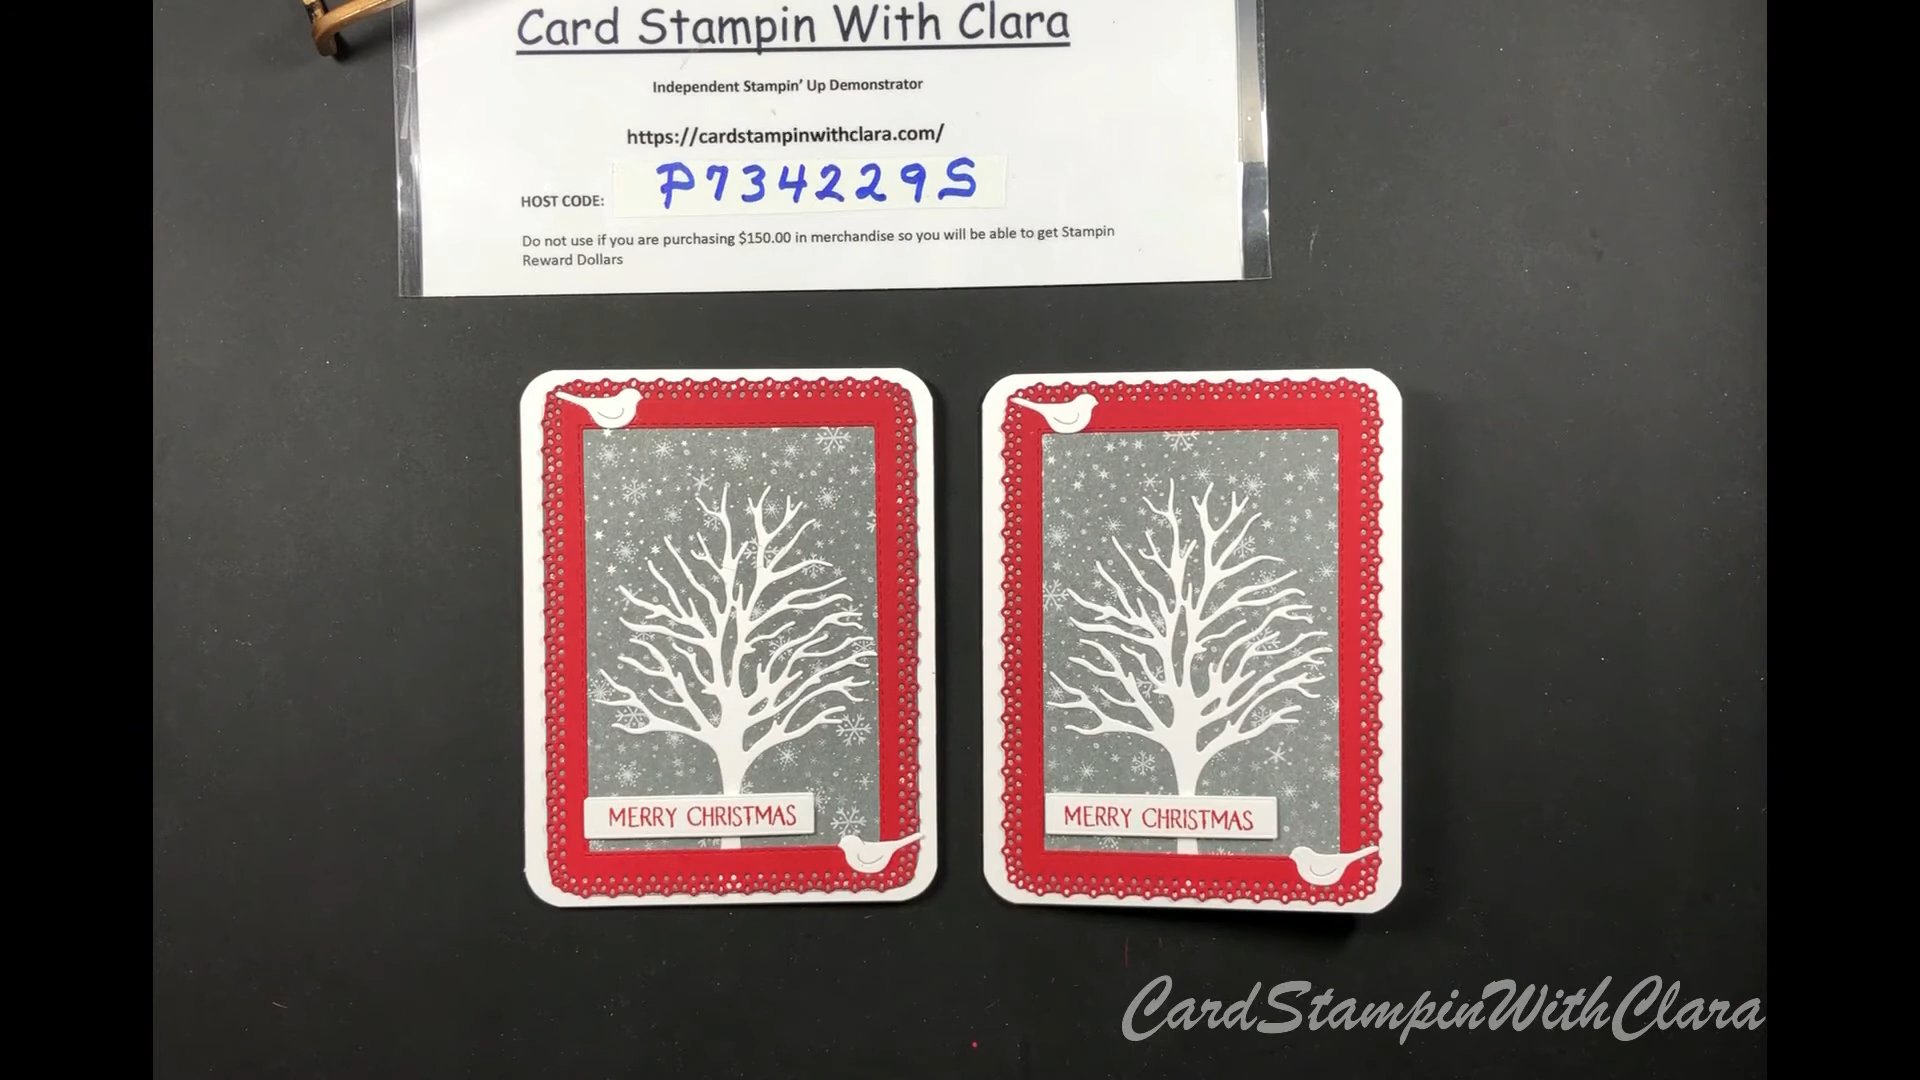 Card Stampin With Clara
Independent Stampin' Up Demonstrator
https://cardstampinwithclara.com/
HOST CODE: P734229S
Do not use if you are purchasing $150.00 in merchandise so you will be able to get Stampin
Reward Dollars
MERRY CHRISTMAS
MERRY CHRISTMAS
CardStampinWithClara